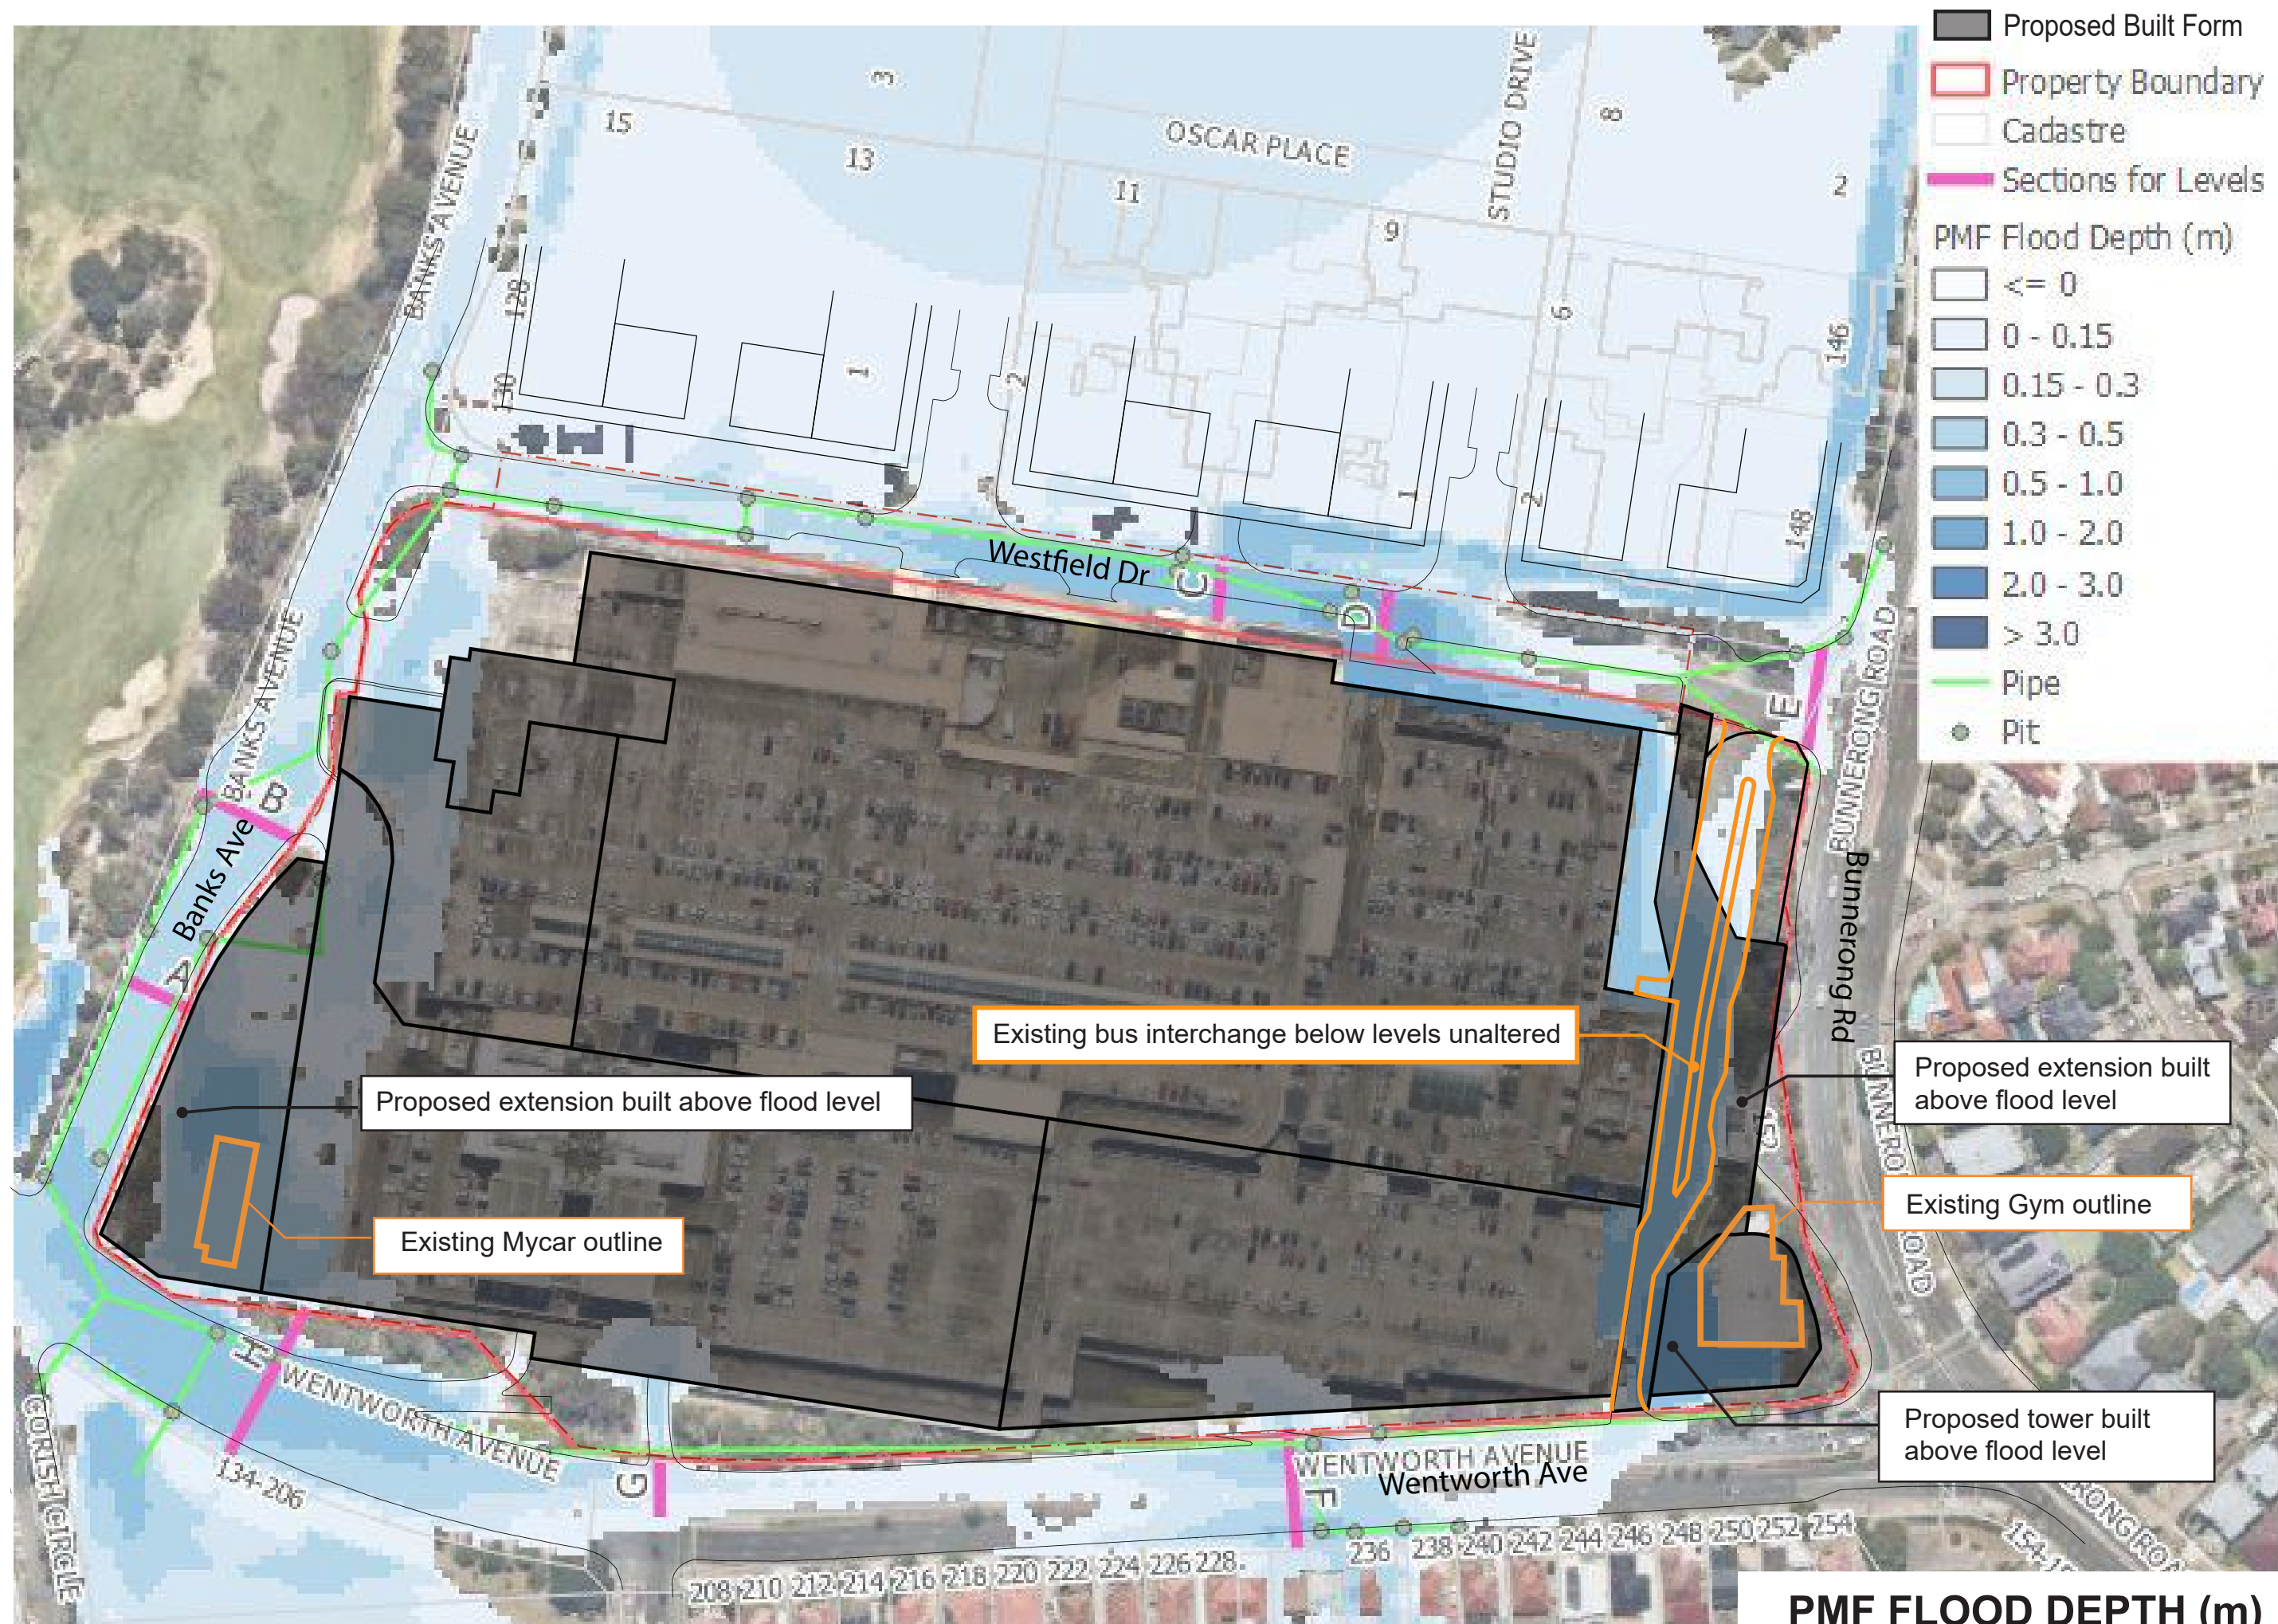 Proposed Built Form
Property Boundary
Cadastre
Sections for Levels
PMF Flood Depth (m)
<= 0
0 - 0.15
0.15 - 0.3
0.3 - 0.5
0.5 - 1.0
1.0 - 2.0
2.0 - 3.0
> 3.0
Pipe
Pit
3
15
13
OSCAR PLACE
STUDIO DRIVE
8
11
2
9
BANKS AVENUE
128
6
146
130
1
2
1
2
148
Westfield Dr
C
D
E
BUNNERONG ROAD
BANKS AVENUE
B
Banks Ave
A
Bunnerong Rd
Existing bus interchange below levels unaltered
Proposed extension built
above flood level
Proposed extension built above flood level
Existing Gym outline
Existing Mycar outline
H
WENTWORTH AVENUE
134-206
CORISH CIRCLE
G
F
WENTWORTH AVENUE
Wentworth Ave
Proposed tower built
above flood level
208 210 212 214 216 218 220 222 224 226 228
236 238 240 242 244 246 248 250 252 254
PMF FLOOD DEPTH (m)